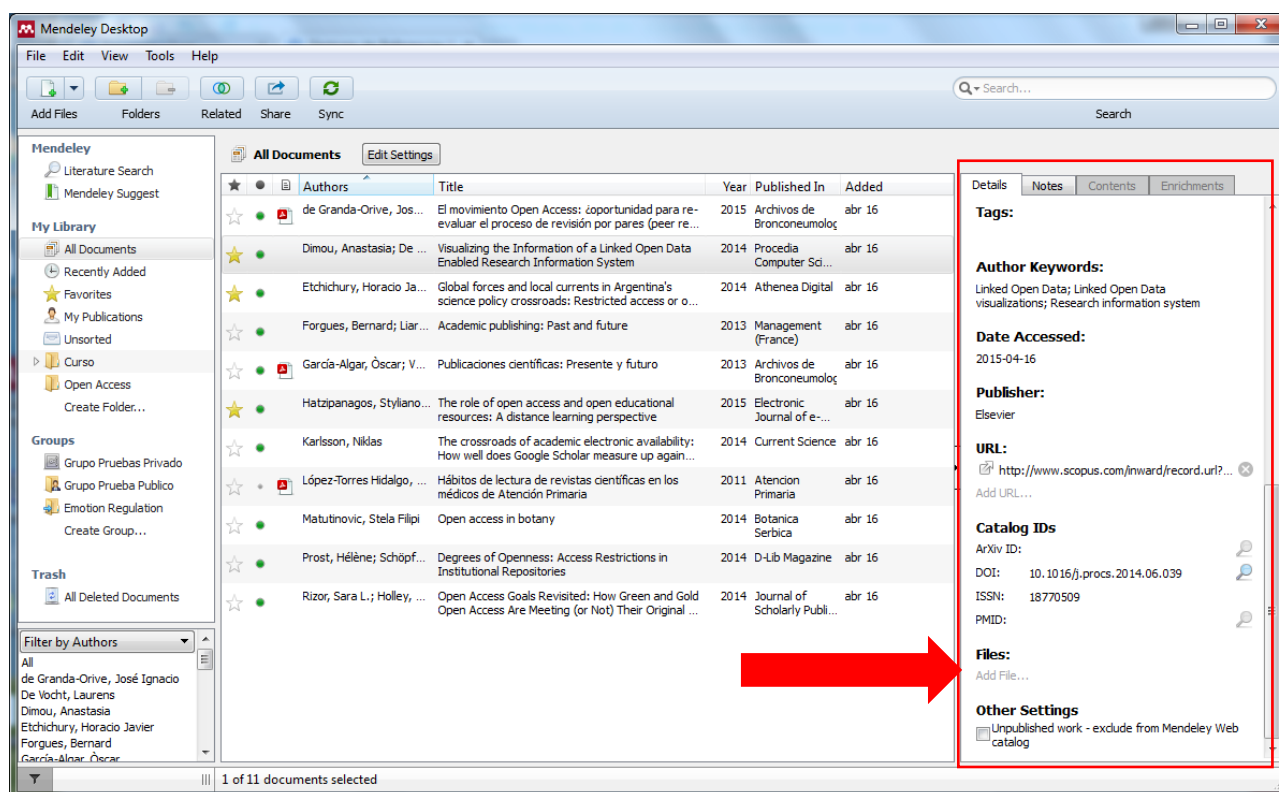 Mendeley Desktop
File Edit View Tools Help
Search...
Add Files Folders Related Share Sync Search
Mendeley
Literature Search
Mendeley Suggest
My Library
All Documents
Recently Added
Favorites
My Publications
Unsorted
Curso
Open Access
Create Folder...
Groups
Grupo Pruebas Privado
Grupo Prueba Publico
Emotion Regulation
Create Group...
Trash
All Deleted Documents
Filter by Authors
All
de Granda-Orive, José Ignacio
De Vocht, Laurens
Dimou, Anastasia
Etchichury, Horacio Javier
Forgues, Bernard
García-Algar, Òscar
All Documents Edit Settings
Authors Title Year Published In Added
de Granda-Orive, Jos... El movimiento Open Access: ¿oportunidad para re- 2015 Archivos de abr 16
evaluar el proceso de revisión por pares (peer re... Bronconeumolog
Dimou, Anastasia; De ... Visualizing the Information of a Linked Open Data 2014 Procedia abr 16
Enabled Research Information System Computer Sci...
Etchichury, Horacio Ja... Global forces and local currents in Argentina's 2014 Athenea Digital abr 16
science policy crossroads: Restricted access or o...
Forgues, Bernard; Liar... Academic publishing: Past and future 2013 Management abr 16
(France)
García-Algar, Òscar; V... Publicaciones científicas: Presente y futuro 2013 Archivos de abr 16
Bronconeumolog
Hatzipanagos, Styliano... The role of open access and open educational 2015 Electronic abr 16
resources: A distance learning perspective Journal of e-...
Karlsson, Niklas The crossroads of academic electronic availability: 2014 Current Science abr 16
How well does Google Scholar measure up again...
López-Torres Hidalgo, ... Hábitos de lectura de revistas científicas en los 2011 Atencion abr 16
médicos de Atención Primaria Primaria
Matutinovic, Stela Filipi Open access in botany 2014 Botanica abr 16
Serbica
Prost, Hélène; Schöpf... Degrees of Openness: Access Restrictions in 2014 D-Lib Magazine abr 16
Institutional Repositories
Rizor, Sara L.; Holley, ... Open Access Goals Revisited: How Green and Gold 2014 Journal of abr 16
Open Access Are Meeting (or Not) Their Original ... Scholarly Publi...
Details Notes Contents Enrichments
Tags:
Author Keywords:
Linked Open Data; Linked Open Data
visualizations; Research information system
Date Accessed:
2015-04-16
Publisher:
Elsevier
URL:
http://www.scopus.com/inward/record.url?...
Add URL...
Catalog IDs
ArXiv ID:
DOI: 10.1016/j.procs.2014.06.039
ISSN: 18770509
PMID:
Files:
Add File...
Other Settings
Unpublished work - exclude from Mendeley Web
catalog
1 of 11 documents selected